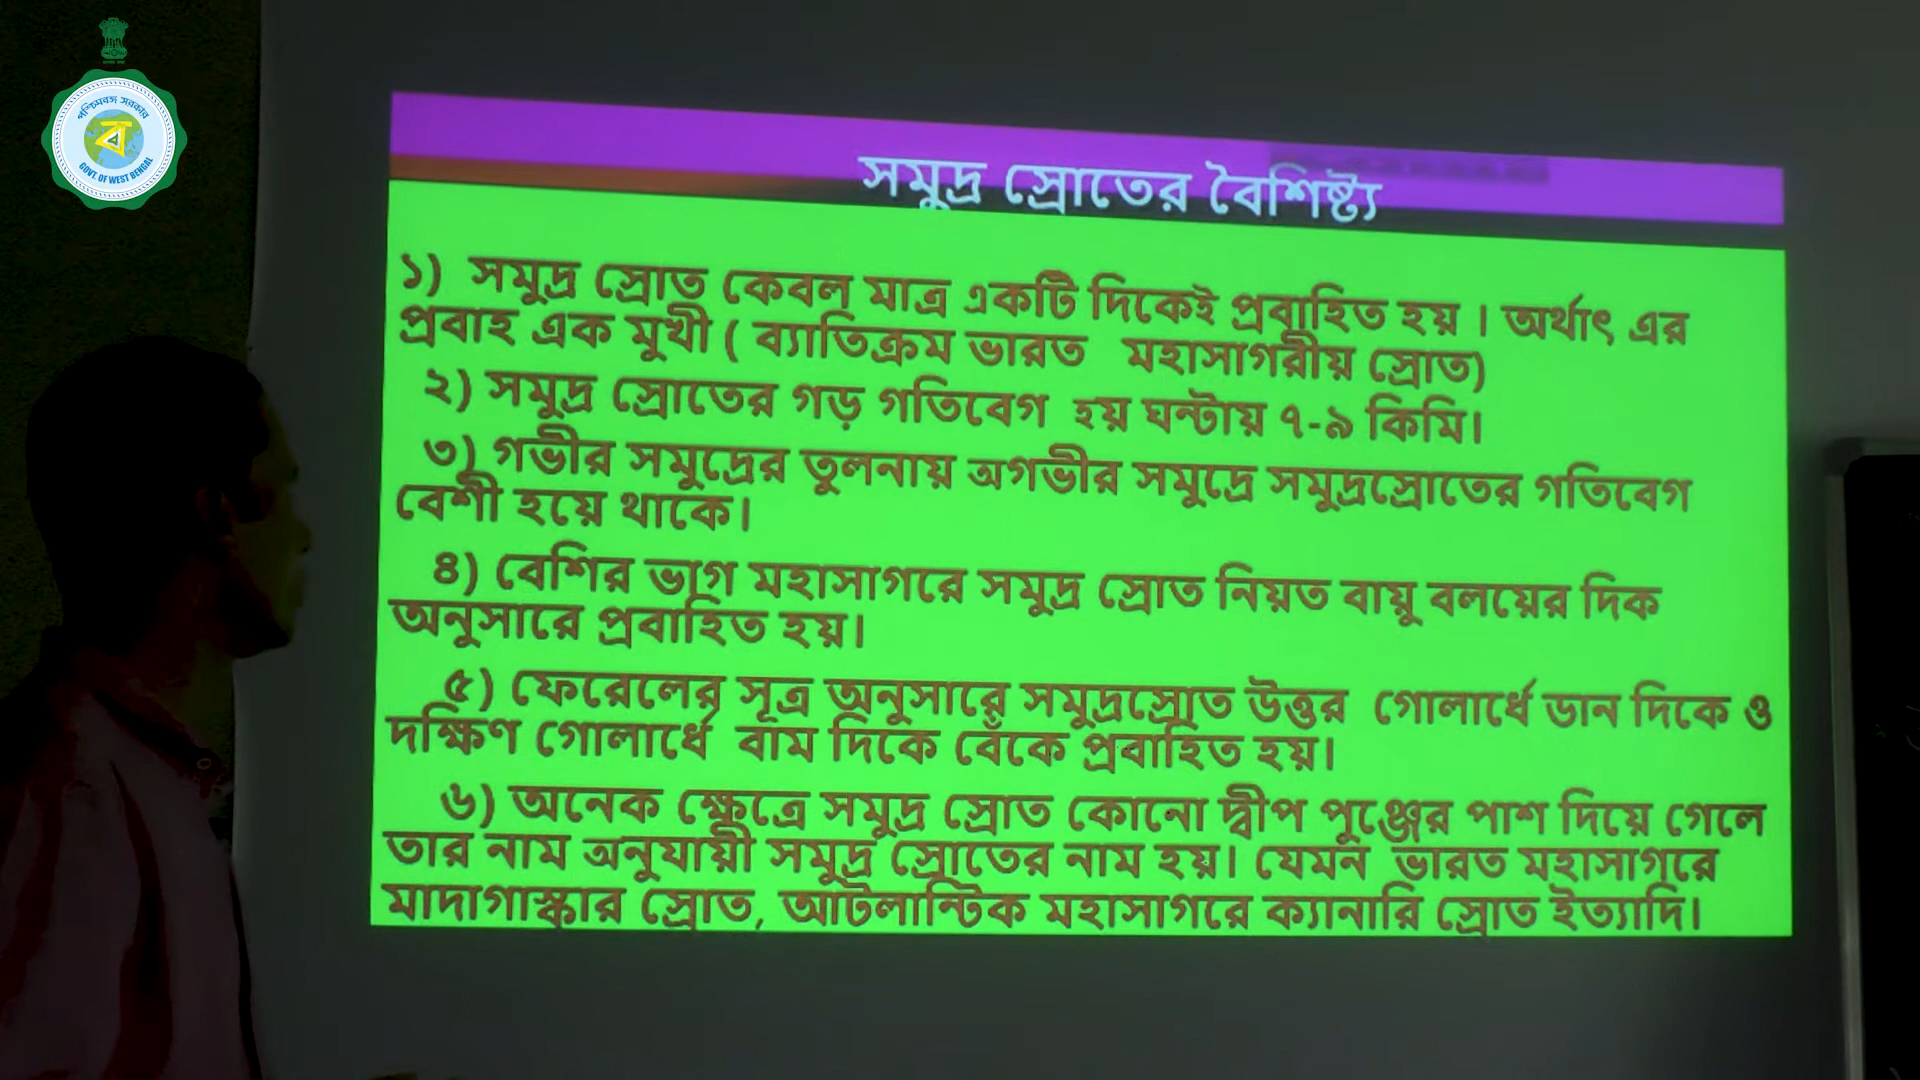 পশ্চিমবঙ্গ সরকার
ব
GOVT. OF WEST BENGAL
সমুদ্র স্রোতের বৈশিষ্ট্য
১) সমুদ্র স্রোত কেবল মাত্র একটি দিকেই প্রবাহিত হয় । অর্থাৎ এর
প্রবাহ এক মুখী ( ব্যাতিক্রম ভারত মহাসাগরীয় স্রোত)
২) সমুদ্র স্রোতের গড় গতিবেগ হয় ঘন্টায় ৭-৯ কিমি।
৩) গভীর সমুদ্রের তুলনায় অগভীর সমুদ্রে সমুদ্রস্রোতের গতিবেগ
বেশী হয়ে থাকে।
৪) বেশির ভাগ মহাসাগরে সমুদ্র স্রোত নিয়ত বায়ু বলয়ের দিক
অনুসারে প্রবাহিত হয়।
৫) ফেরেলের সূত্র অনুসারে সমুদ্রস্রোত উত্তর গোলার্ধে ডান দিকে ও
দক্ষিণ গোলার্ধে বাম দিকে বেঁকে প্রবাহিত হয়।
৬) অনেক ক্ষেত্রে সমুদ্র স্রোত কোনো দ্বীপ পুঞ্জের পাশ দিয়ে গেলে
তার নাম অনুযায়ী সমুদ্র স্রোতের নাম হয়। যেমন ভারত মহাসাগরে
মাদাগাস্কার স্রোত, আটলান্টিক মহাসাগরে ক্যানারি স্রোত ইত্যাদি।